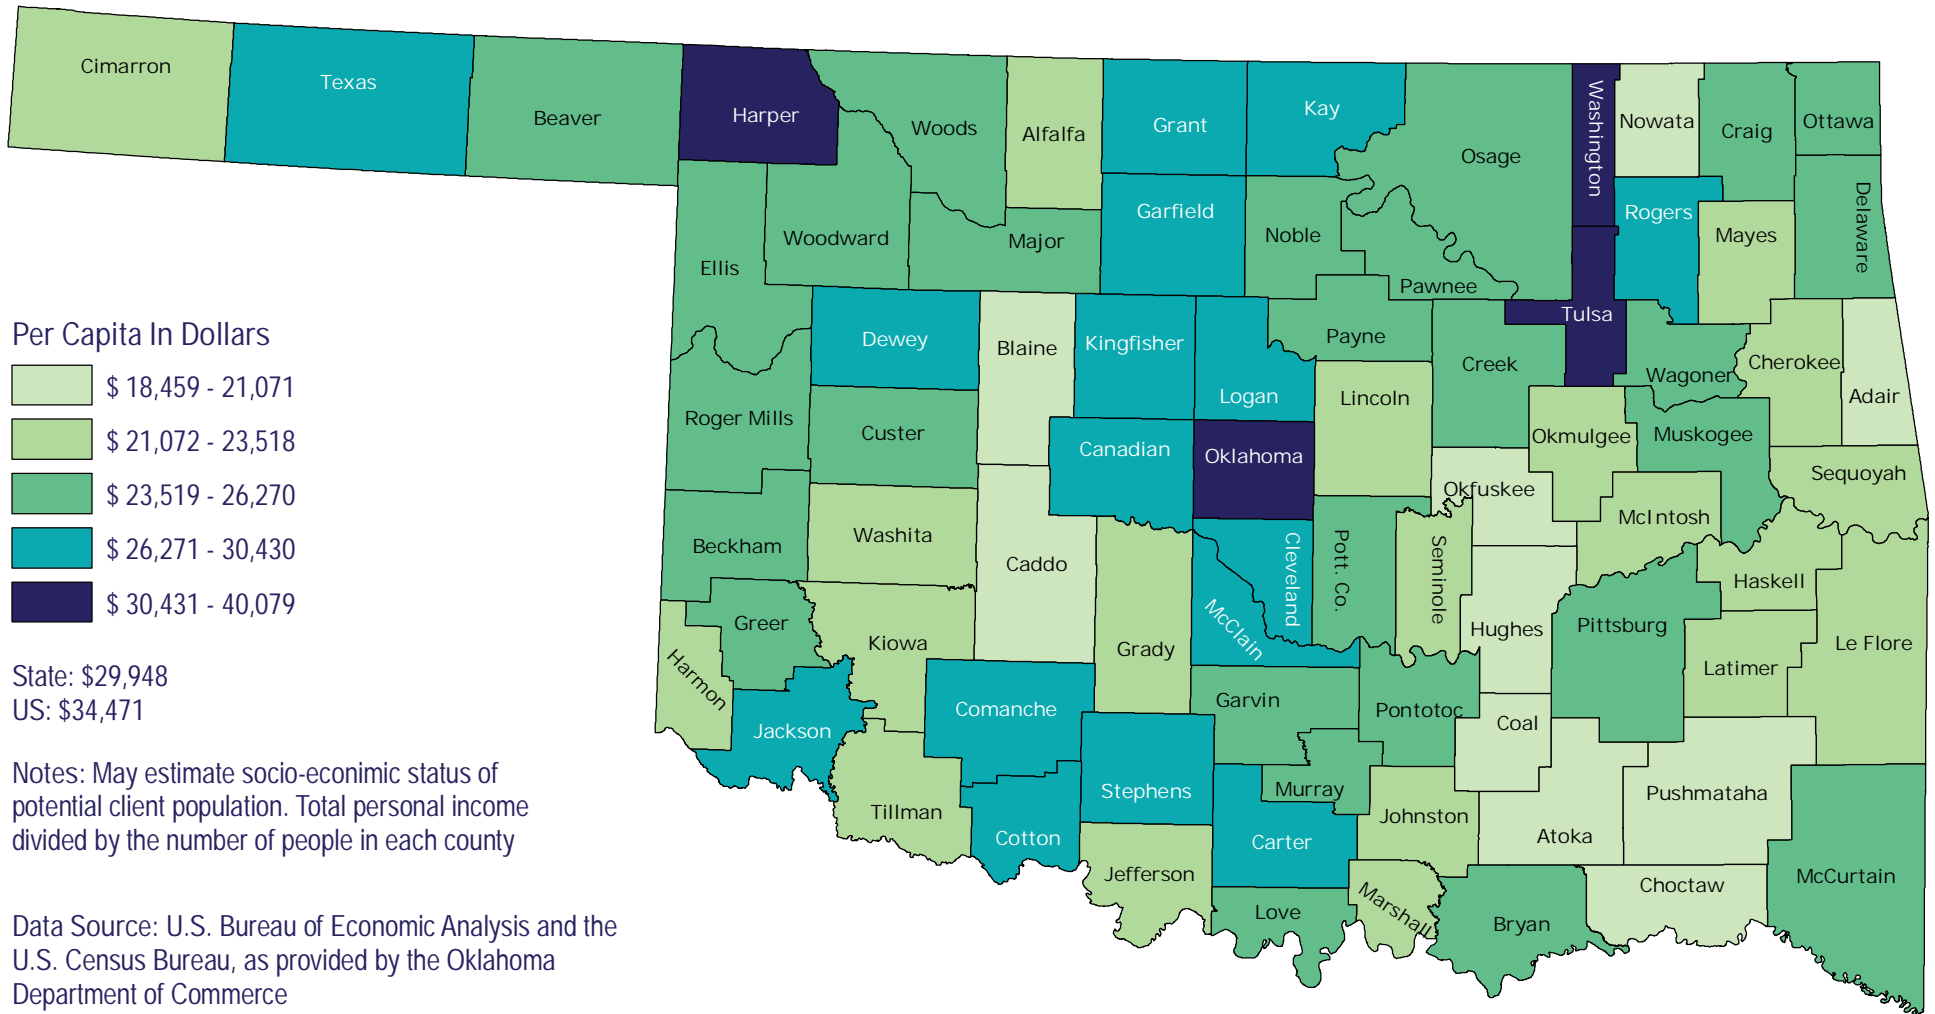 Cimarron
Texas
Beaver
Harper
Woods
Alfalfa
Grant
Kay
Osage
Washington
Nowata
Craig
Ottawa
Delaware
Rogers
Mayes
Garfield
Noble
Pawnee
Major
Woodward
Ellis
Tulsa
Dewey
Blaine
Kingfisher
Logan
Payne
Creek
Wagoner
Cherokee
Adair
Roger Mills
Custer
Canadian
Oklahoma
Lincoln
Okmulgee
Muskogee
Sequoyah
Okfuskee
McIntosh
Beckham
Washita
Caddo
Cleveland
Pott. Co.
Seminole
Haskell
Greer
Kiowa
Grady
McClain
Hughes
Pittsburg
Le Flore
Latimer
Harmon
Jackson
Comanche
Garvin
Pontotoc
Coal
Stephens
Murray
Pushmataha
Tillman
Cotton
Carter
Johnston
Atoka
Jefferson
Choctaw
McCurtain
Love
Marshall
Bryan
Per Capita In Dollars
$ 18,459 - 21,071
$ 21,072 - 23,518
$ 23,519 - 26,270
$ 26,271 - 30,430
$ 30,431 - 40,079
State: $29,948
US: $34,471
Notes: May estimate socio-econimic status of
potential client population. Total personal income
divided by the number of people in each county
Data Source: U.S. Bureau of Economic Analysis and the
U.S. Census Bureau, as provided by the Oklahoma
Department of Commerce